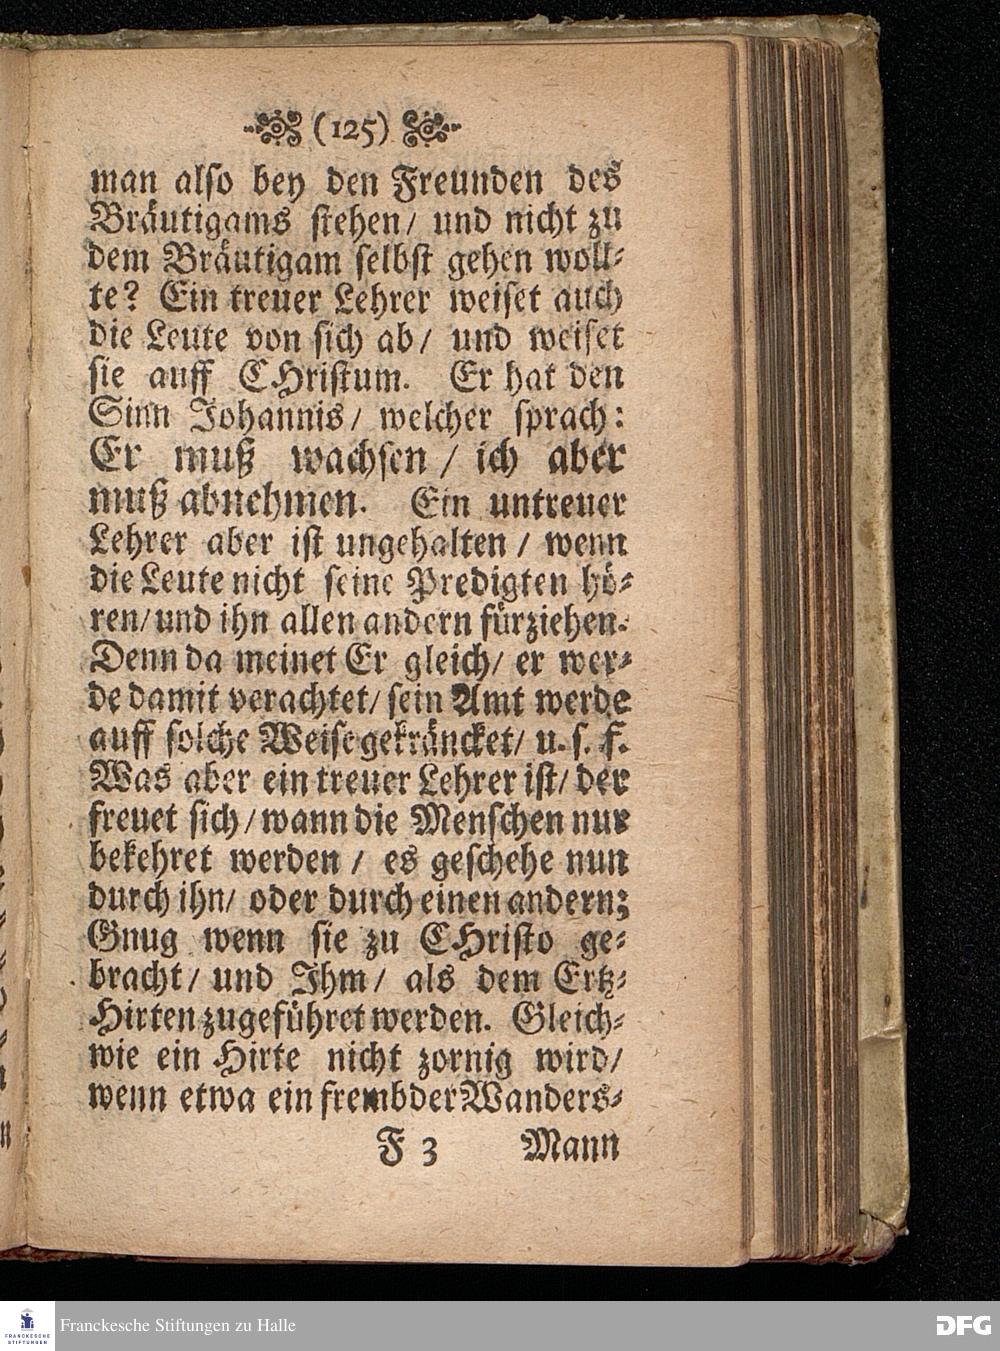 (125)
man also bey den Freunden des
Bräutigams stehen/ und nicht zu
dem Bräutigam selbst gehen woll-
te? Ein treuer Lehrer weiset auch
die Leute von sich ab/ und weiset
sie auff CHristum. Er hat den
Sinn Johannis/ welcher sprach:
Er muß wachsen/ ich aber
muß abnehmen. Ein untreuer
Lehrer aber ist ungehalten/ wenn
die Leute nicht seine Predigten hö-
ren/ und ihn allen andern fürziehen.
Denn da meinet Er gleich/ er wer-
de damit verachtet/ sein Amt werde
auff solche Weise gekräncket/ u. s. f.
Was aber ein treuer Lehrer ist/ der
freuet sich/ wann die Menschen nur
bekehret werden/ es geschehe nun
durch ihn/ oder durch einen andern;
Gnug wenn sie zu CHristo ge-
bracht/ und Ihm/ als dem Ertz-
Hirten zugeführet werden. Gleich-
wie ein Hirte nicht zornig wird/
wenn etwa ein frembder Wanders-
F 3 Mann
FRANCKESCHE STIFTUNGEN
Franckesche Stiftungen zu Halle
DFG